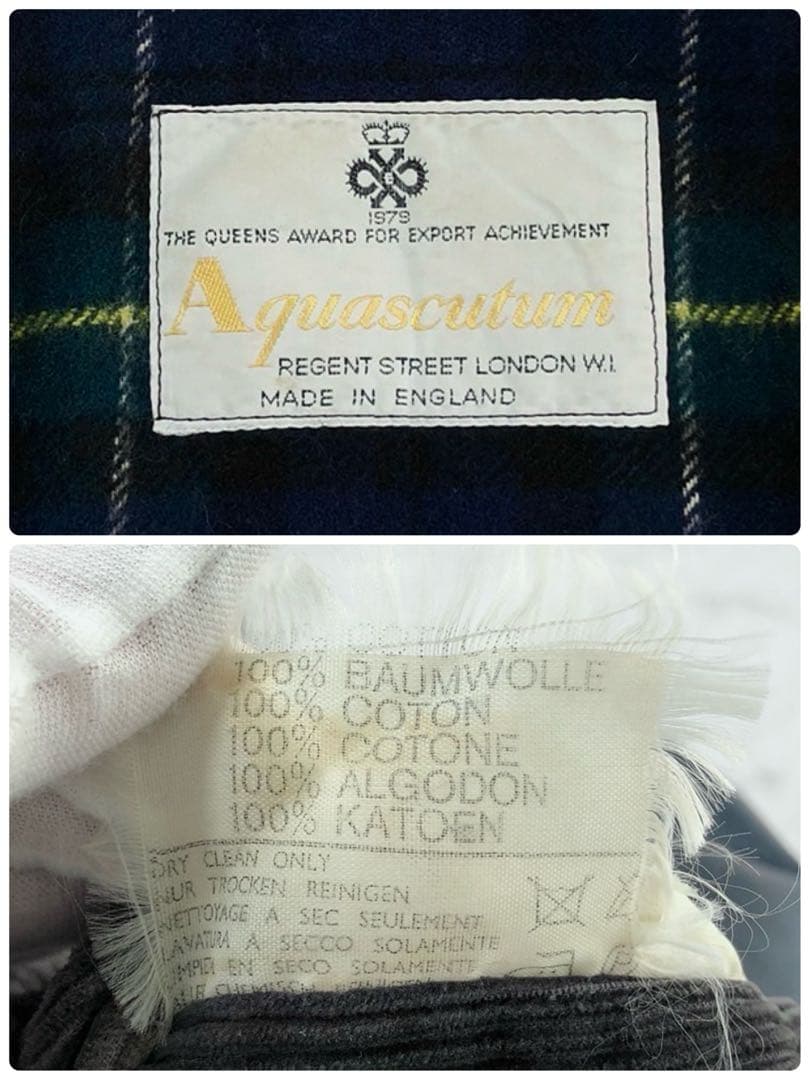 1979
THE QUEENS AWARD FOR EXPORT ACHIEVEMENT
Aquascutum
REGENT STREET LONDON W.1.
MADE IN ENGLAND
100% BAUMWOLLE
100% COTON
100% COTONE
100% ALGODON
100% KATOEN
DRY CLEAN ONLY
NUR TROCKEN REINIGEN
NETTOYAGE A SEC SEULEMENT
LAVATURA A SECCO SOLAMENTE
LIMPIEI EN SECO SOLAMENTE